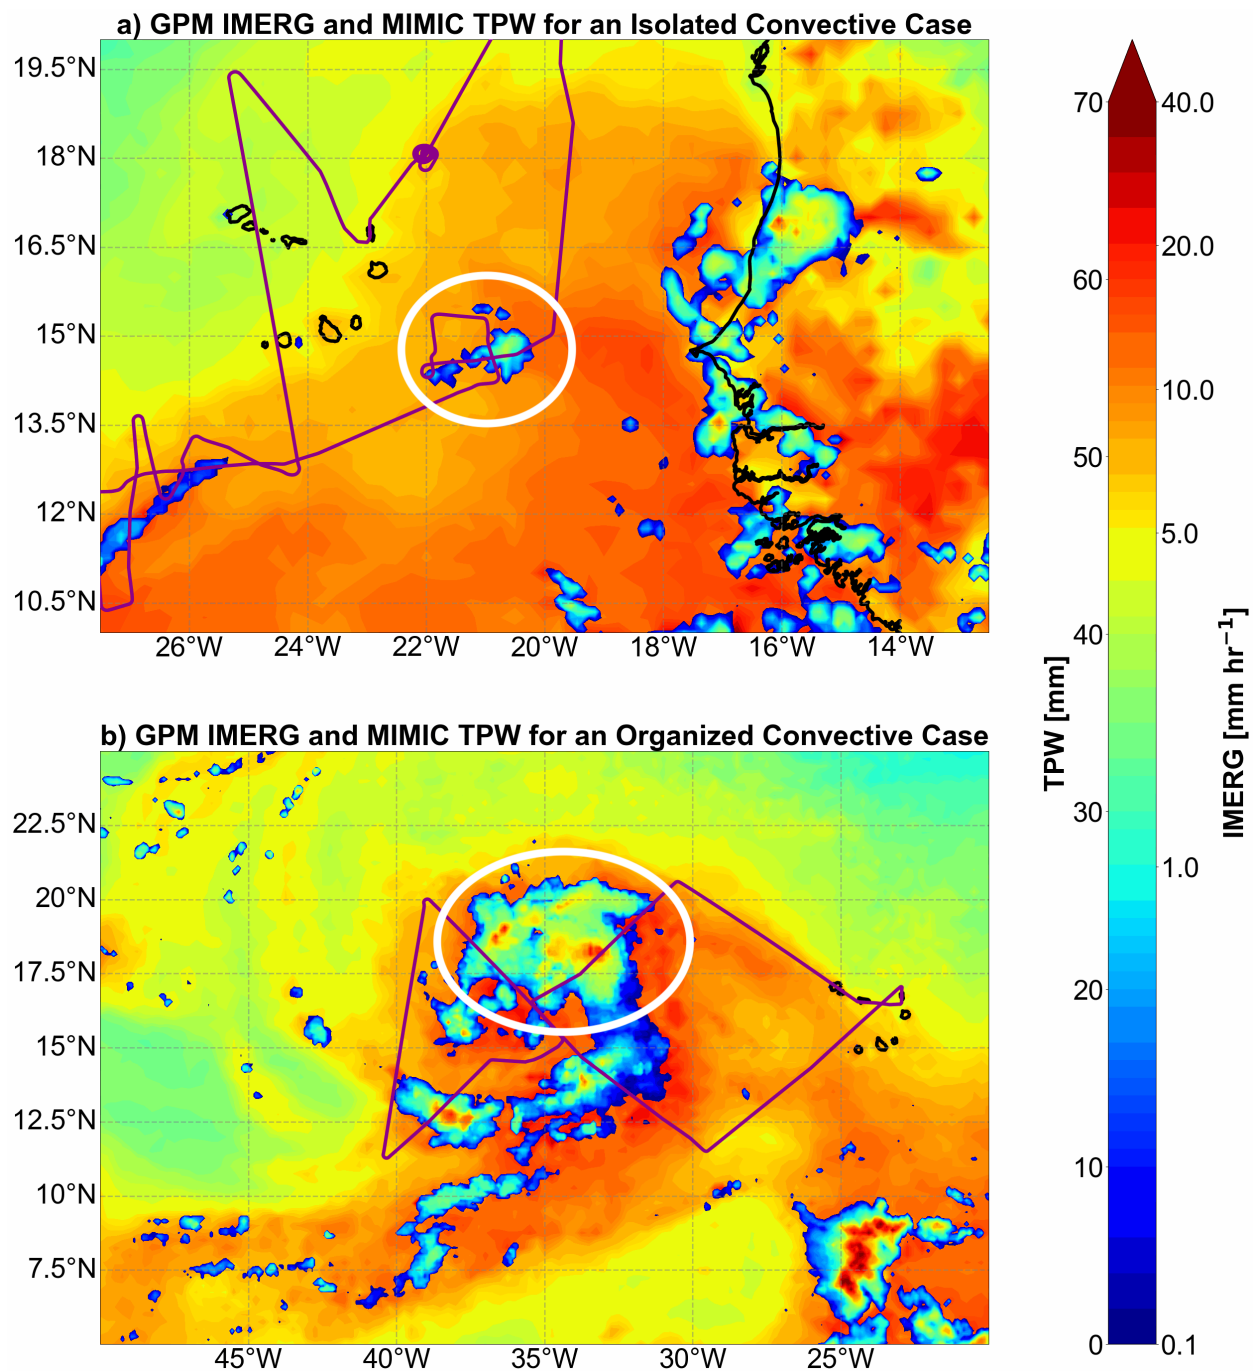 a) GPM IMERG and MIMIC TPW for an Isolated Convective Case
19.5°N
18°N
16.5°N
15°N
13.5°N
12°N
10.5°N
26°W 24°W 22°W 20°W 18°W 16°W 14°W
b) GPM IMERG and MIMIC TPW for an Organized Convective Case
22.5°N
20°N
17.5°N
15°N
12.5°N
10°N
7.5°N
45°W 40°W 35°W 30°W 25°W
70
60
50
40
30
20
10
0
TPW [mm]
40.0
20.0
10.0
5.0
1.0
0.1
IMERG [mm hr⁻¹]